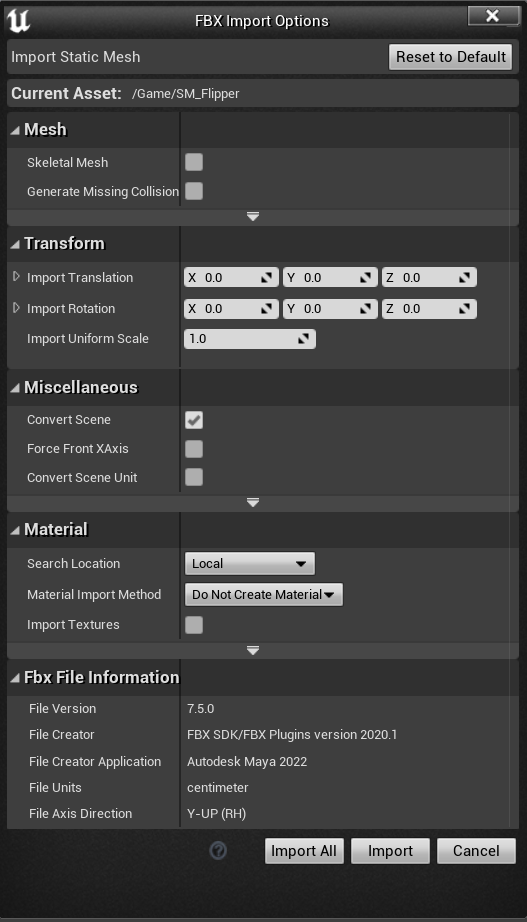 FBX Import Options
Import Static Mesh Reset to Default
Current Asset: /Game/SM_Flipper
Mesh
Skeletal Mesh
Generate Missing Collision
Transform
Import Translation X 0.0 Y 0.0 Z 0.0
Import Rotation X 0.0 Y 0.0 Z 0.0
Import Uniform Scale 1.0
Miscellaneous
Convert Scene
Force Front XAxis
Convert Scene Unit
Material
Search Location Local
Material Import Method Do Not Create Material
Import Textures
Fbx File Information
File Version 7.5.0
File Creator FBX SDK/FBX Plugins version 2020.1
File Creator Application Autodesk Maya 2022
File Units centimeter
File Axis Direction Y-UP (RH)
? Import All Import Cancel